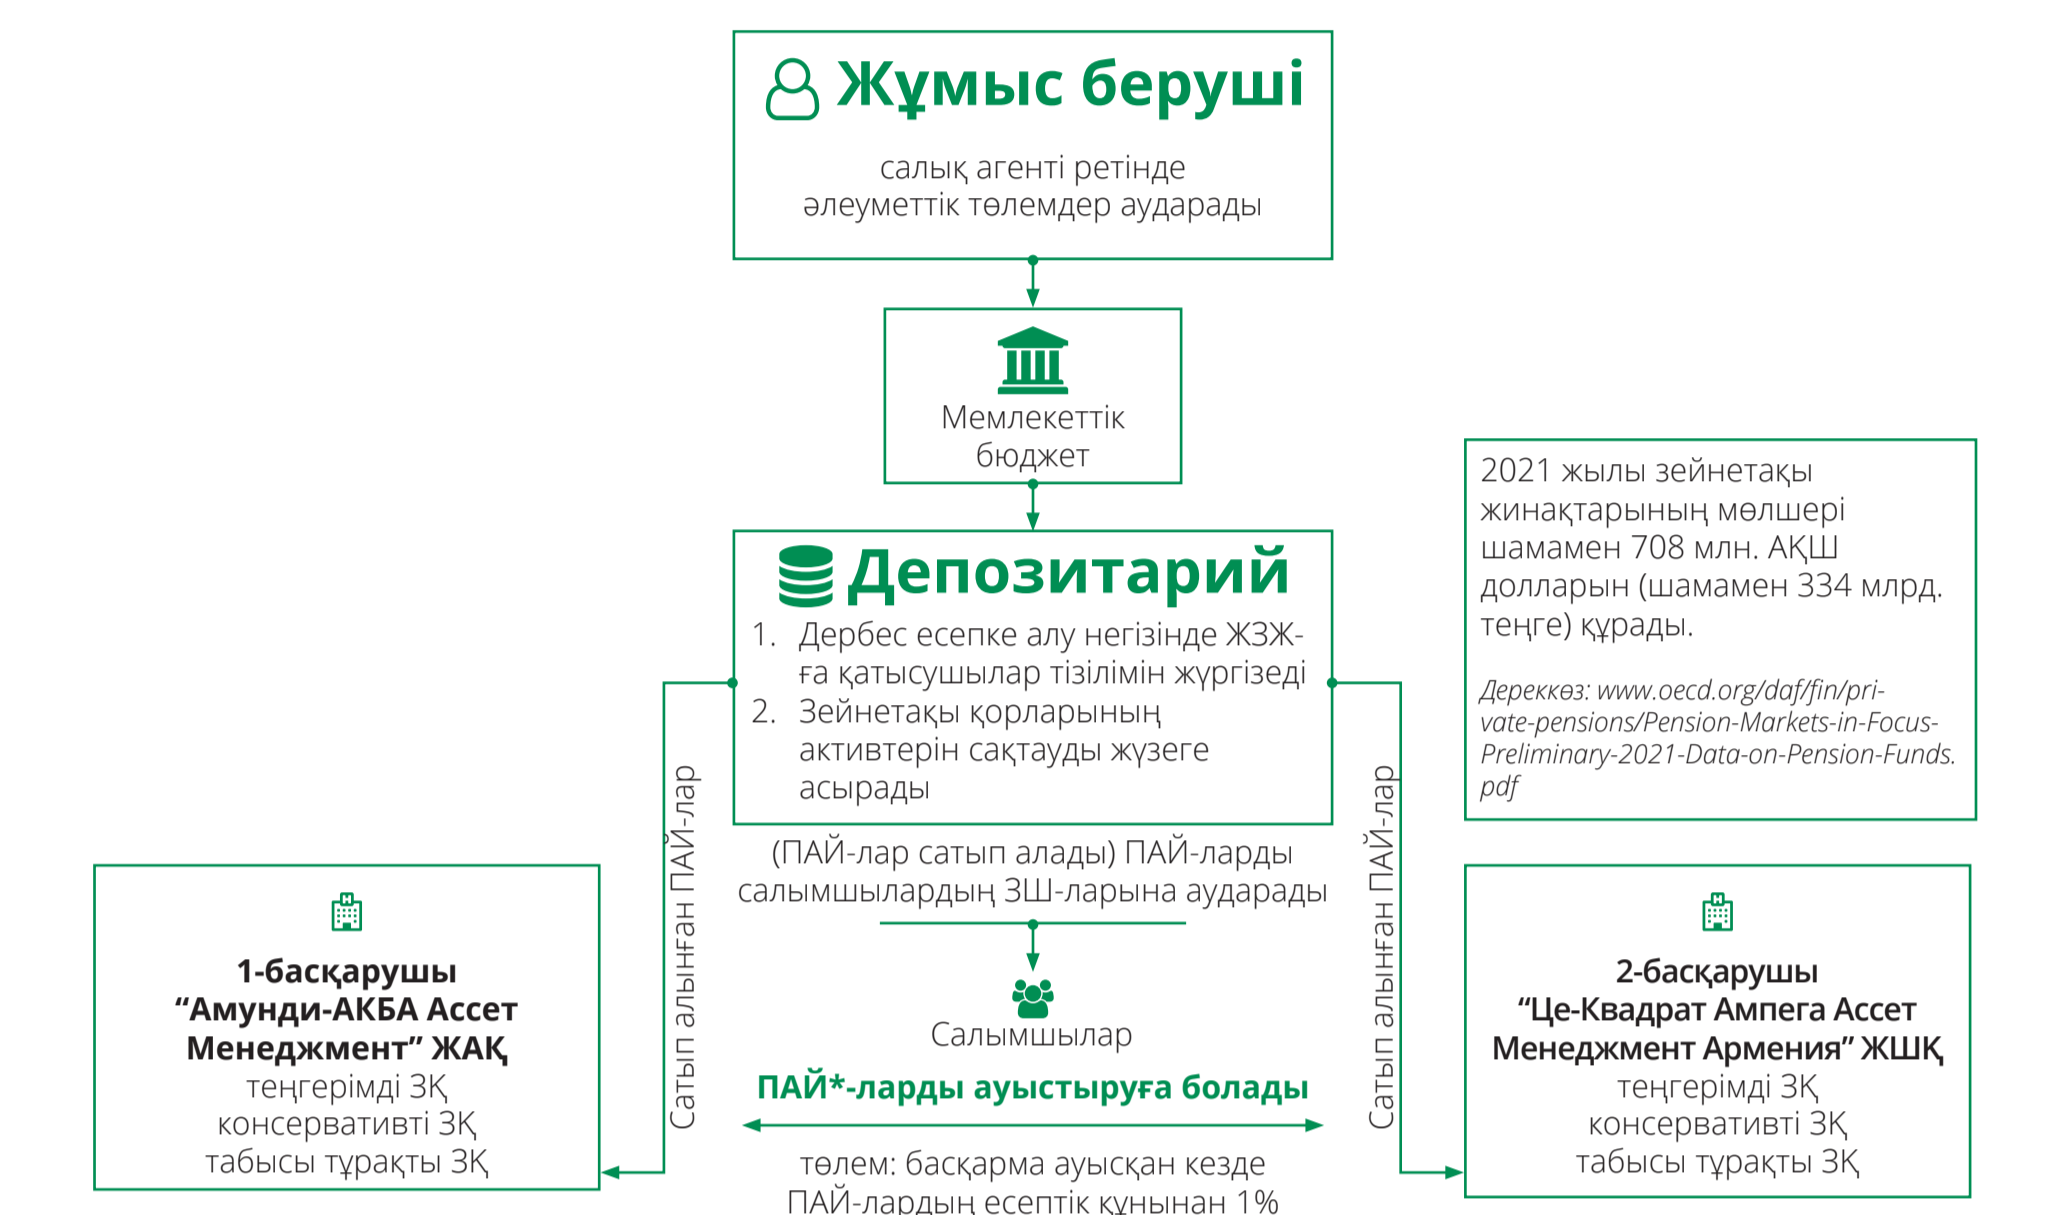 Жұмыс беруші
салық агенті ретінде
әлеуметтік төлемдер аударады
Мемлекеттік
бюджет
Депозитарий
1. Дербес есепке алу негізінде ЖЗЖ-
ға қатысушылар тізілімін жүргізеді
2. Зейнетақы қорларының
активтерін сақтауды жүзеге
асырады
2021 жылы зейнетақы
жинақтарының мөлшері
шамамен 708 млн. АҚШ
долларын (шамамен 334 млрд.
теңге) құрады.
Дереккөз: www.oecd.org/daf/fin/pri-
vate-pensions/Pension-Markets-in-Focus-
Preliminary-2021-Data-on-Pension-Funds.
pdf
Сатып алынған ПАЙ-лар
(ПАЙ-лар сатып алады) ПАЙ-ларды
салымшылардың ЗШ-ларына аударады
Сатып алынған ПАЙ-лар
Салымшылар
ПАЙ*-ларды ауыстыруға болады
төлем: басқарма ауысқан кезде
ПАЙ-лардың есептік құнынан 1%
1-басқарушы
“Амунди-АКБА Ассет
Менеджмент” ЖАҚ
теңгерімді ЗҚ
консервативті ЗҚ
табысы тұрақты ЗҚ
2-басқарушы
“Це-Квадрат Ампега Ассет
Менеджмент Армения” ЖШҚ
теңгерімді ЗҚ
консервативті ЗҚ
табысы тұрақты ЗҚ